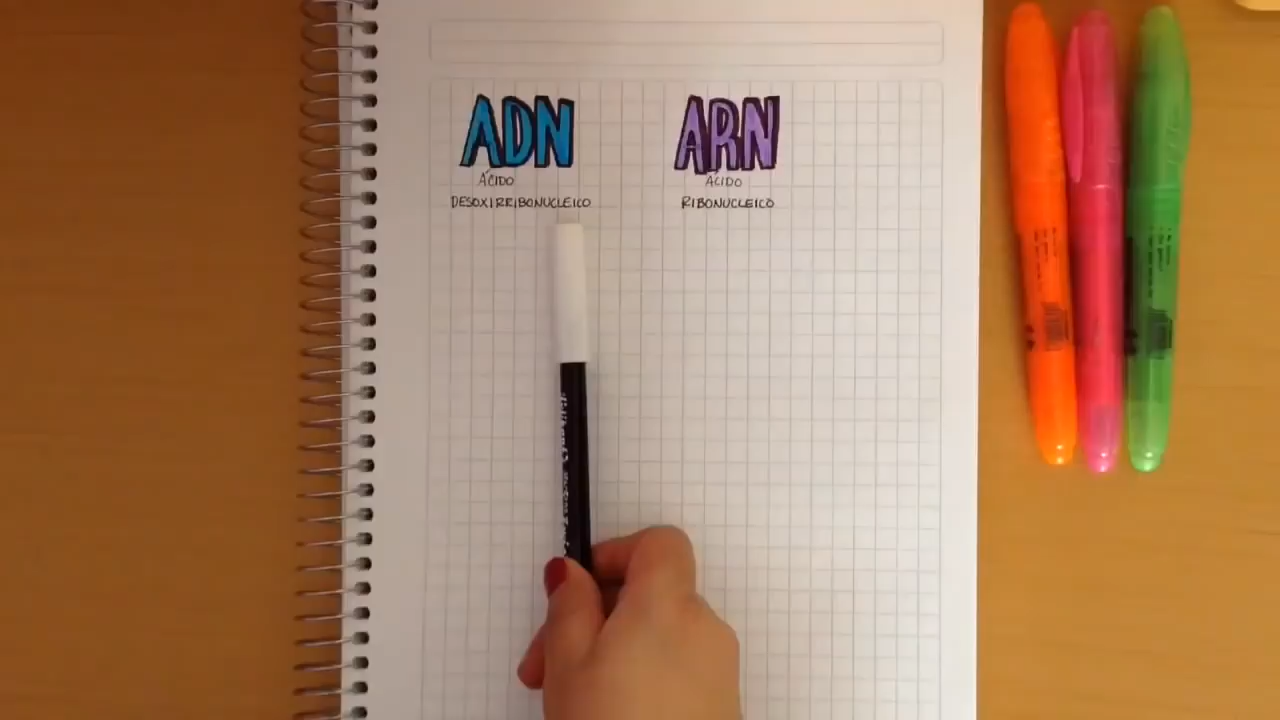 ADN
ÁCIDO
DESOXIRRIBONUCLEICO
ARN
ÁCIDO
RIBONUCLEICO